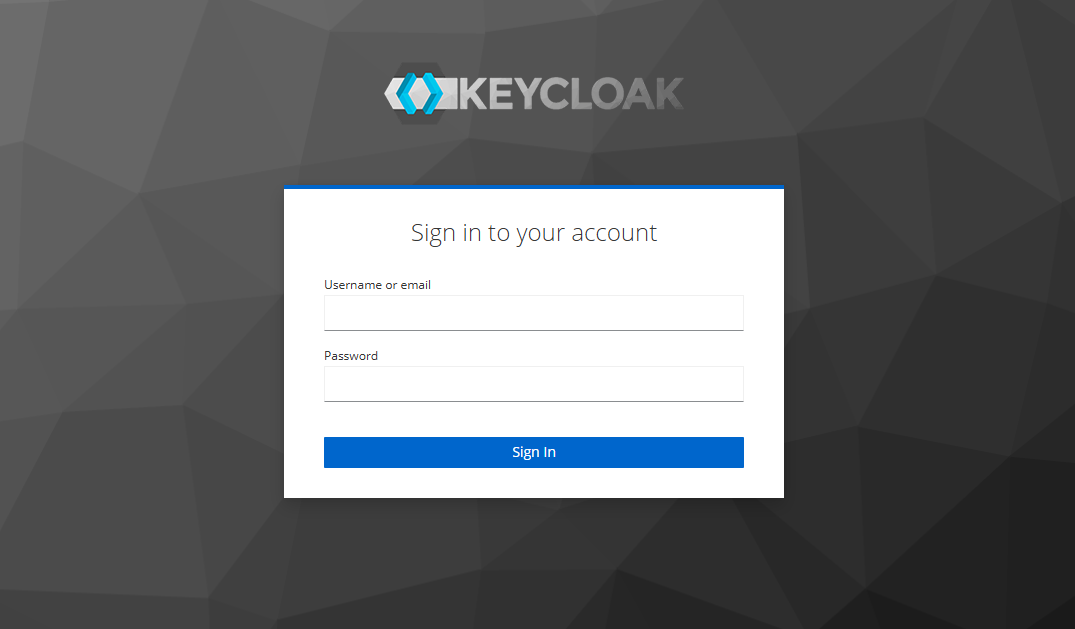 KEYCLOAK
Sign in to your account
Username or email
Password
Sign In